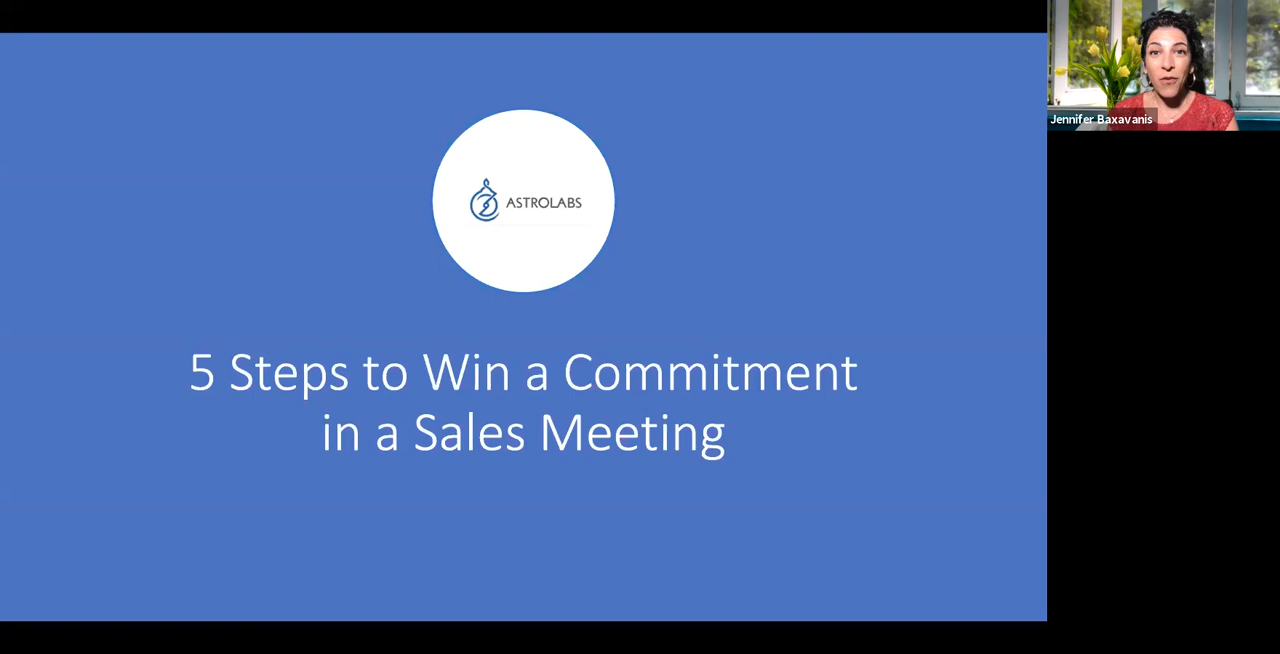 ASTROLABS
5 Steps to Win a Commitment
in a Sales Meeting
Jennifer Baxavanis